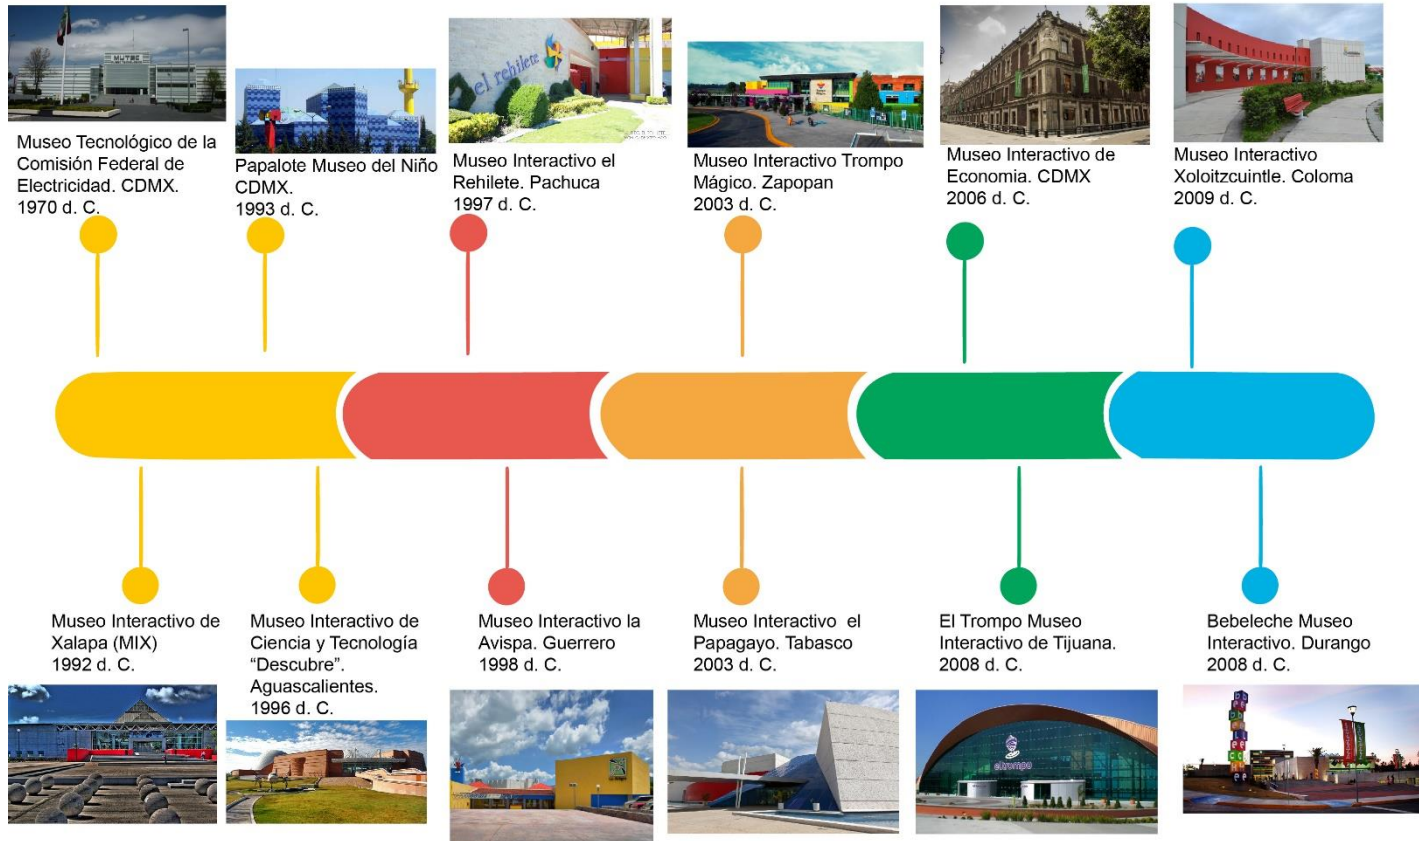 MUTEC
Museo Tecnológico de la
Comisión Federal de
Electricidad. CDMX.
1970 d. C.
Papalote Museo del Niño
CDMX.
1993 d. C.
el rehilete
Museo Interactivo el
Rehilete. Pachuca
1997 d. C.
Museo Interactivo Trompo
Mágico. Zapopan
2003 d. C.
Museo Interactivo de
Economia. CDMX
2006 d. C.
Museo Interactivo
Xoloitzcuintle. Coloma
2009 d. C.
Museo Interactivo de
Xalapa (MIX)
1992 d. C.
Museo Interactivo de
Ciencia y Tecnología
“Descubre”.
Aguascalientes.
1996 d. C.
Museo Interactivo la
Avispa. Guerrero
1998 d. C.
Museo Interactivo  el
Papagayo. Tabasco
2003 d. C.
El Trompo Museo
Interactivo de Tijuana.
2008 d. C.
eltrompo
Bebeleche Museo
Interactivo. Durango
2008 d. C.